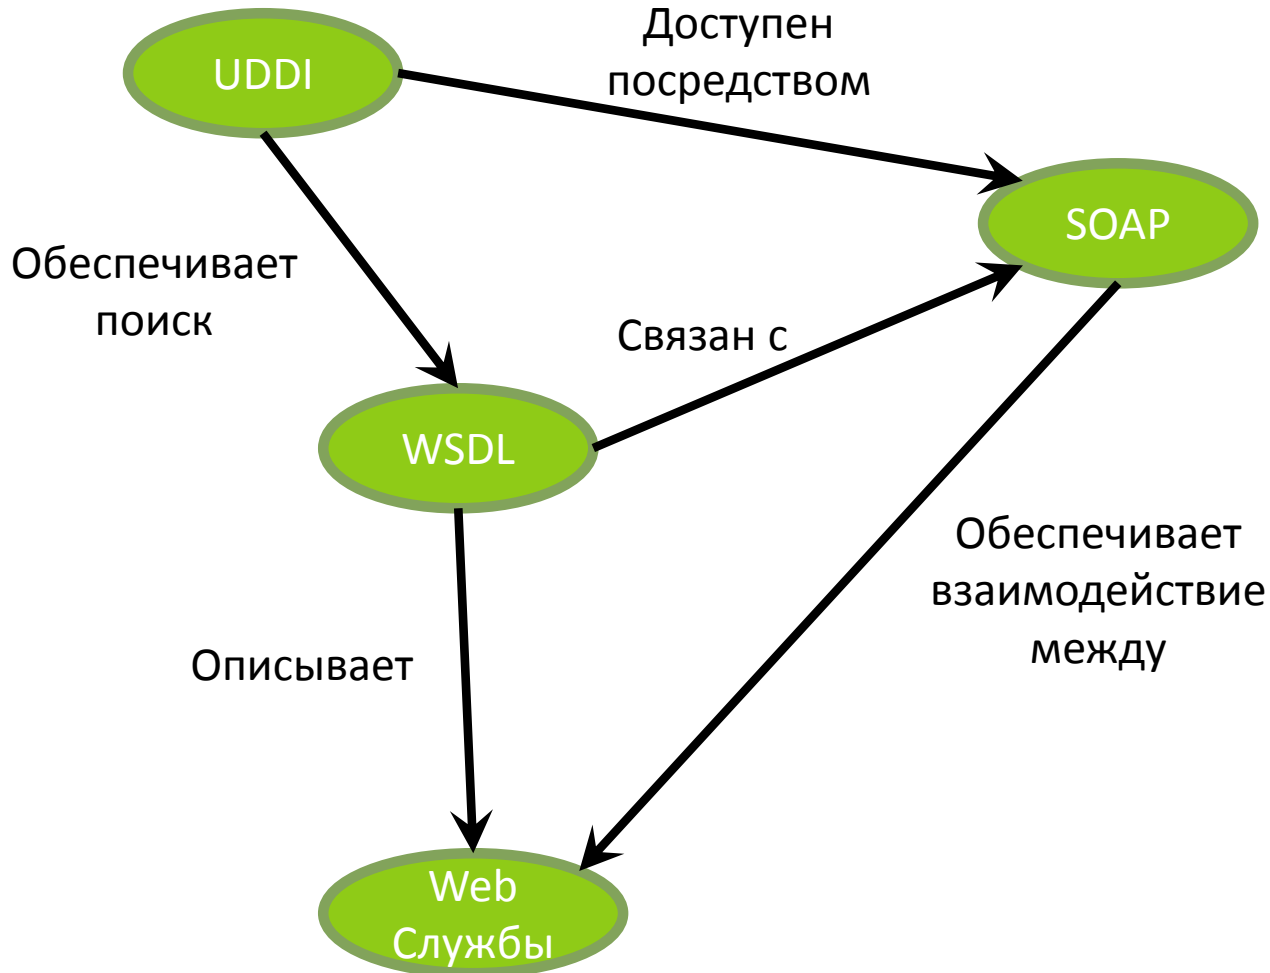 UDDI
Доступен
посредством
SOAP
Обеспечивает
поиск
Связан с
WSDL
Обеспечивает
взаимодействие
между
Описывает
Web
Службы